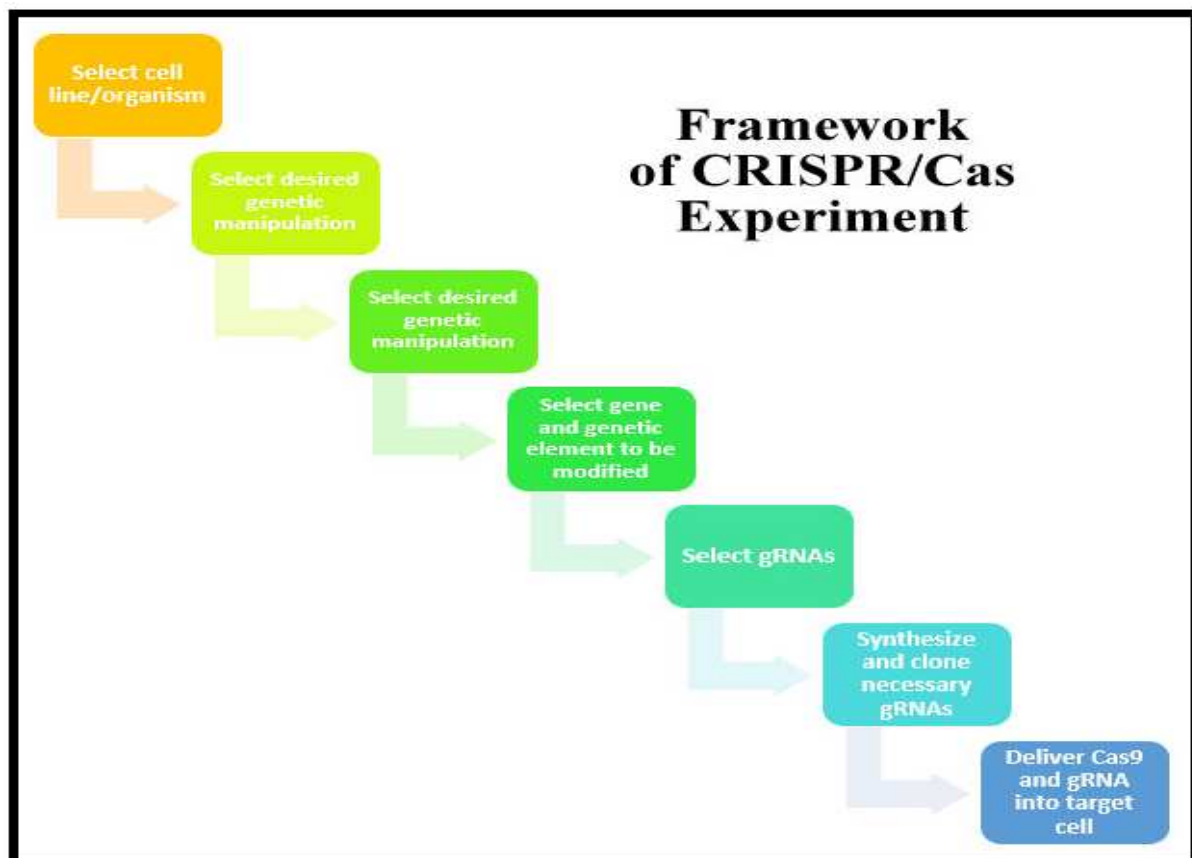 Select cell
line/organism
Framework
of CRISPR/Cas
Experiment
Select desired
genetic
manipulation
Select desired
genetic
manipulation
Select gene
and genetic
element to be
modified
Select gRNAs
Synthesize
and clone
necessary
gRNAs
Deliver Cas9
and gRNA
into target
cell